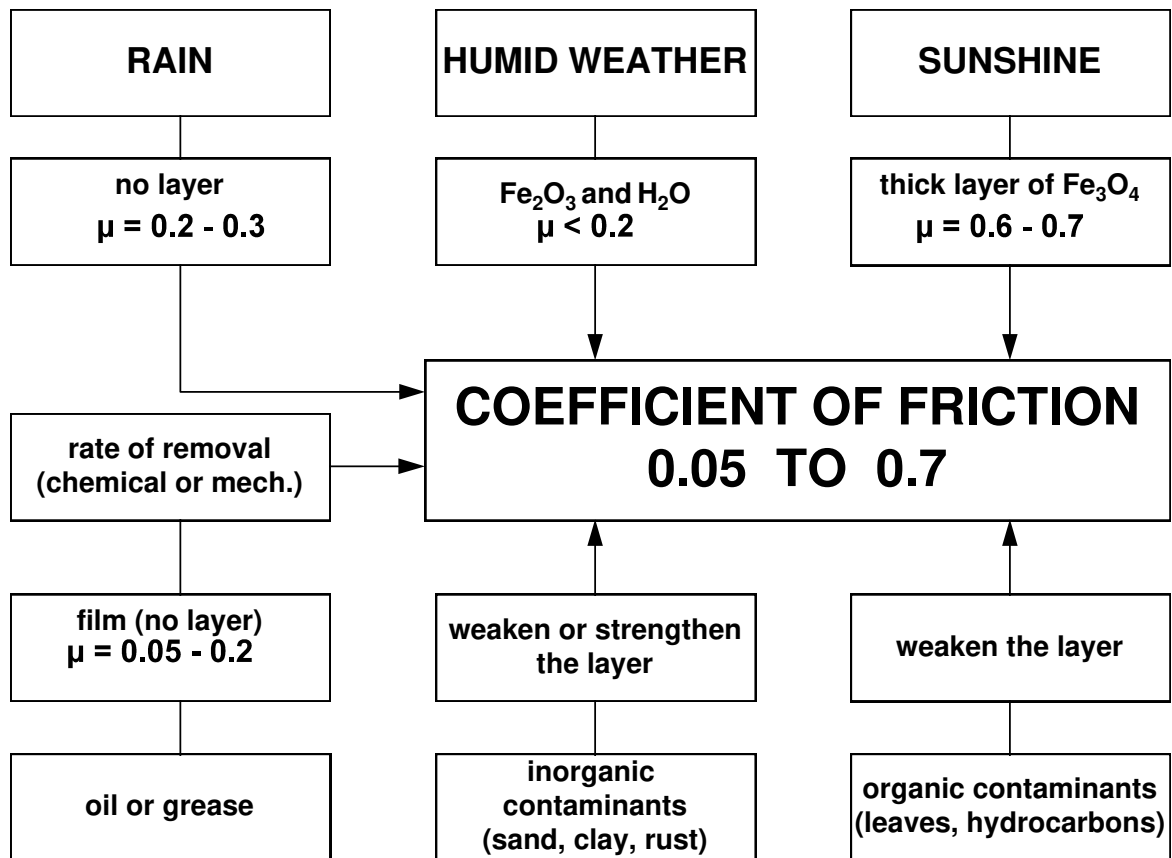 RAIN
HUMID WEATHER
SUNSHINE
no layer
µ = 0.2 - 0.3
Fe₂O₃ and H₂O
µ < 0.2
thick layer of Fe₃O₄
µ = 0.6 - 0.7
COEFFICIENT OF FRICTION
0.05 TO 0.7
rate of removal
(chemical or mech.)
film (no layer)
µ = 0.05 - 0.2
weaken or strengthen
the layer
weaken the layer
oil or grease
inorganic
contaminants
(sand, clay, rust)
organic contaminants
(leaves, hydrocarbons)